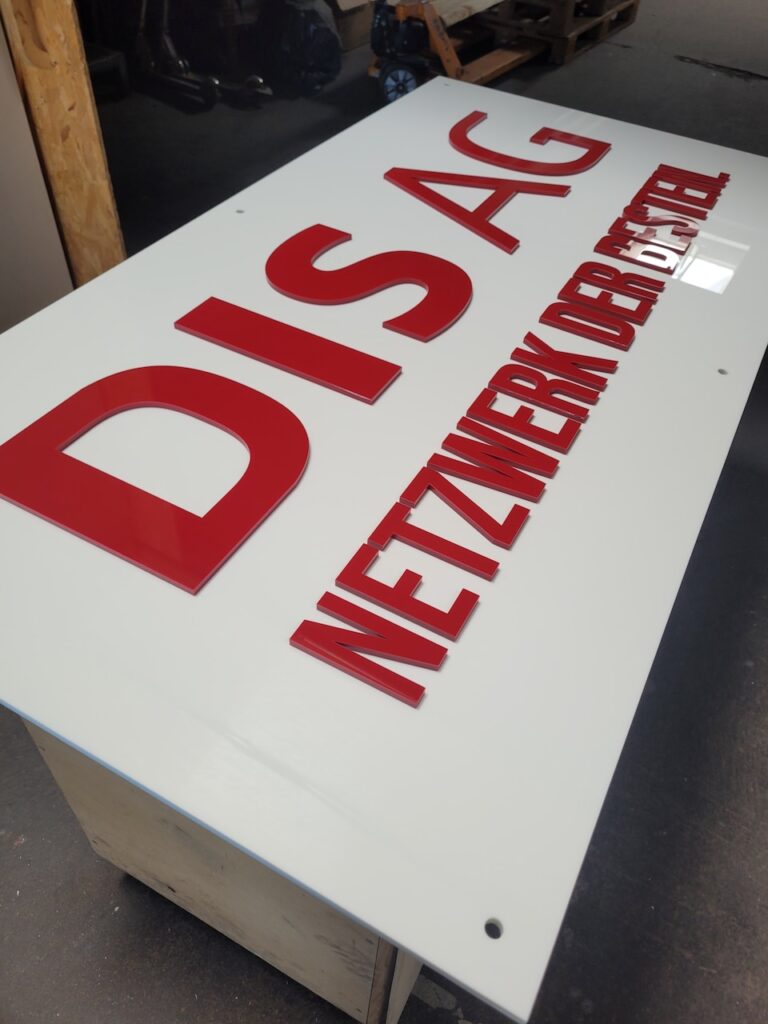 DIS AG
NETZWERK DER BESTEN.